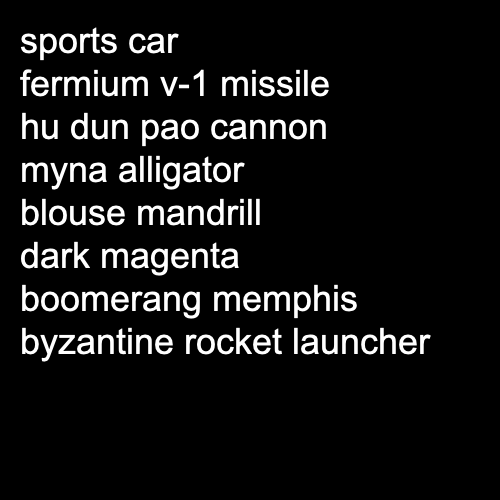 sports car
fermium v-1 missile
hu dun pao cannon
myna alligator
blouse mandrill
dark magenta
boomerang memphis
byzantine rocket launcher